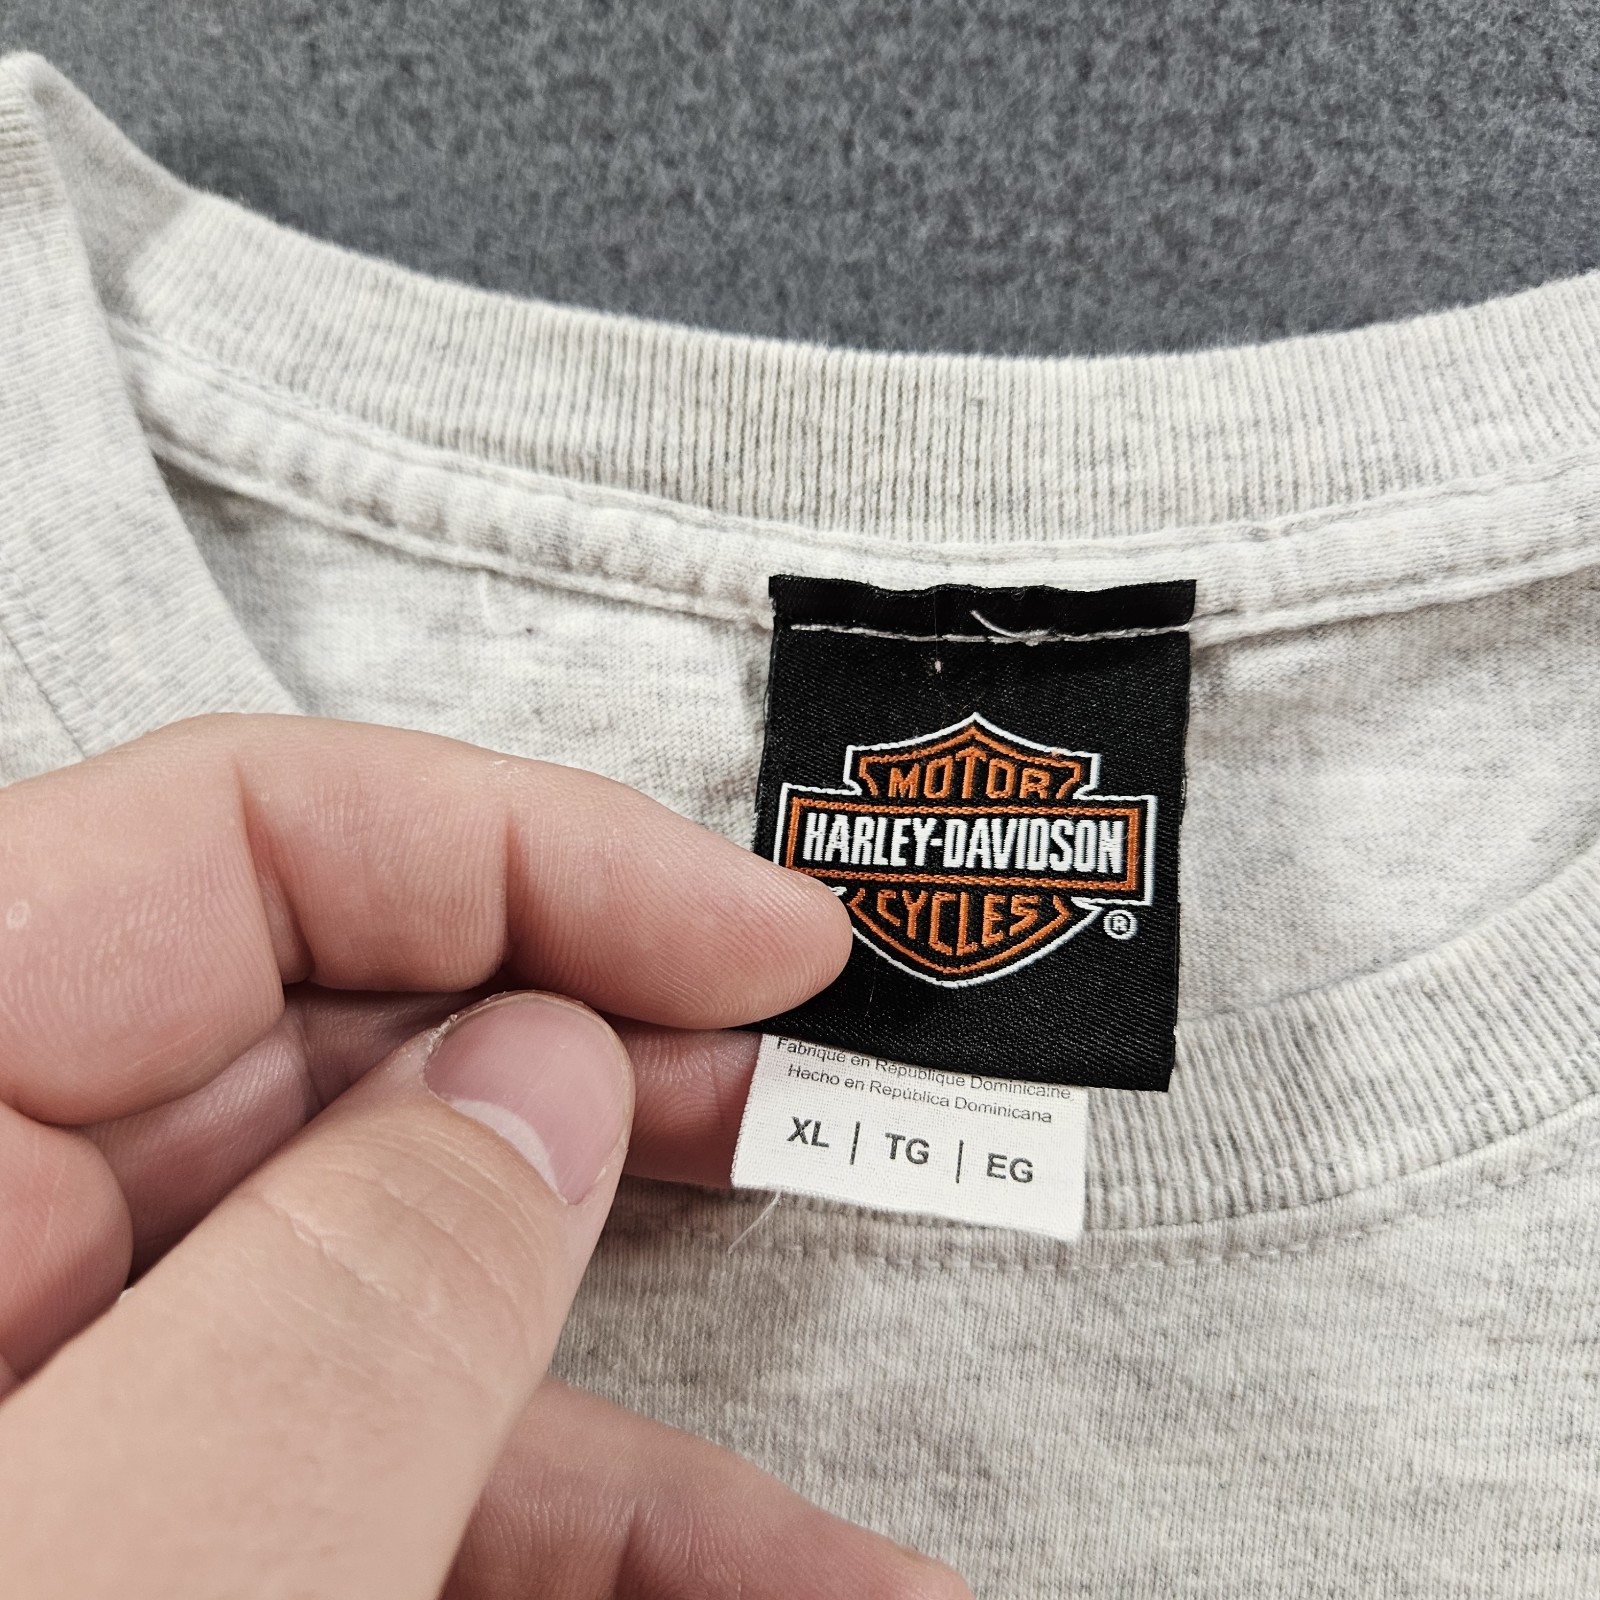 MOTOR
HARLEY-DAVIDSON
CYCLES
®
Fabriqué en République Dominicaine
Hecho en República Dominicana
XL | TG | EG